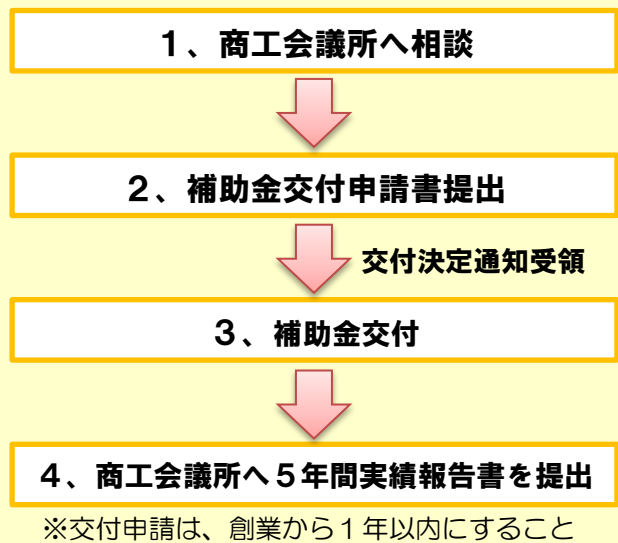 １、商工会議所へ相談
２、補助金交付申請書提出
交付決定通知受領
３、補助金交付
４、商工会議所へ５年間実績報告書を提出
※交付申請は、創業から１年以内にすること